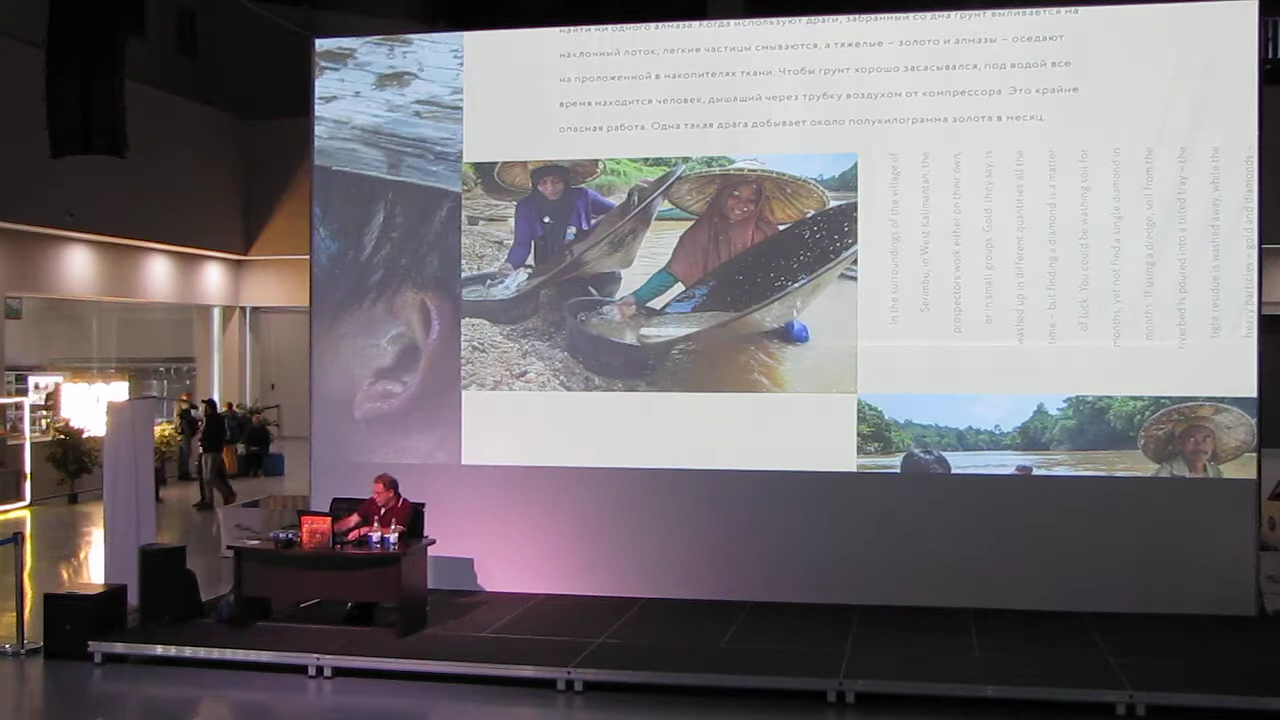 найти ни одного алмаза. Когда используют драги, забранный со дна грунт выливается на
наклонный лоток, легкие частицы смываются, а тяжелые – золото и алмазы – оседают
на проложенной в накопителях ткани. Чтобы грунт хорошо засасывался, под водой все
время находится человек, дышащий через трубку воздухом от компрессора. Это крайне
опасная работа. Одна такая драга добывает около полукилограмма золота в месяц.
In the surroundings of the village of
Serimbu, in West Kalimantan, the
prospectors work either on their own,
or in small groups. Gold, they say, is
washed up in different quantities all the
time – but finding a diamond is a matter
of luck. You could be washing soil for
months, yet not find a single diamond in
months. If using a dredge, soil from the
riverbed is poured into a tilted tray – the
light residue is washed away, while the
heavy particles – gold and diamonds –